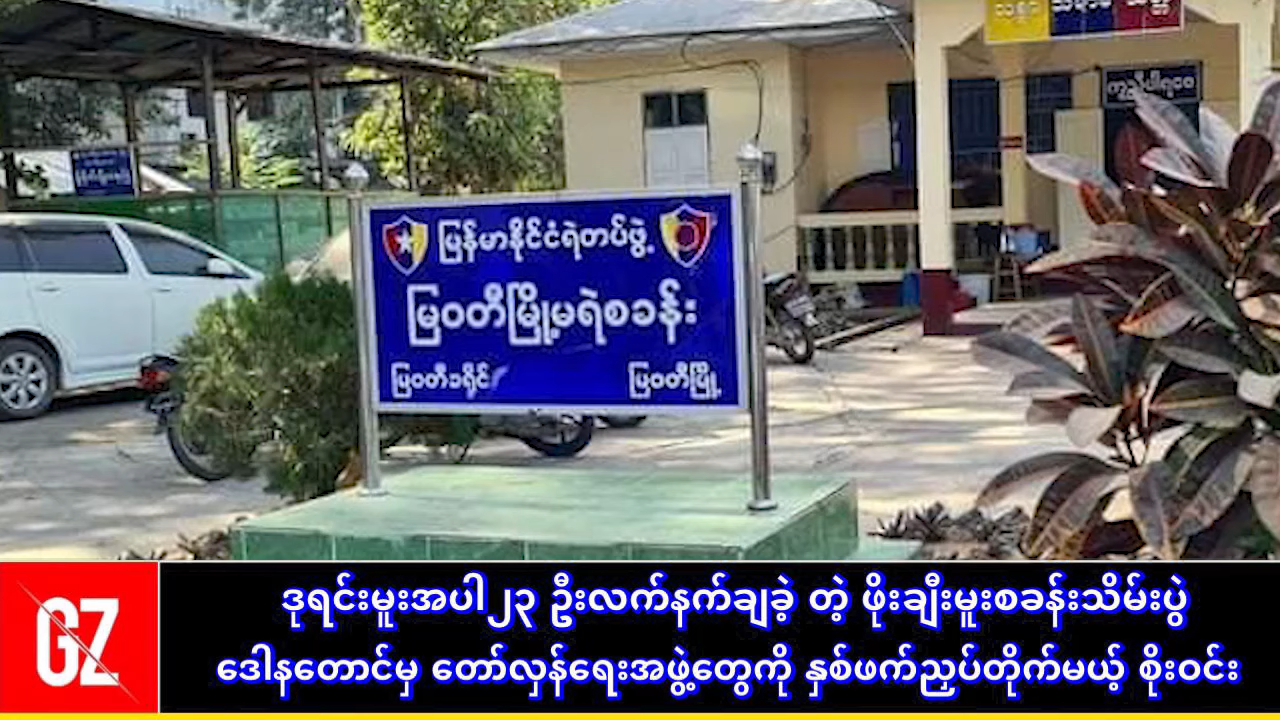 ကူညီပါရစေ
မြန်မာနိုင်ငံရဲတပ်ဖွဲ့
မြဝတီမြို့မရဲစခန်း
မြဝတီခရိုင်
မြဝတီမြို့
GZ
ဒုရင်းမူးအပါ၂၃ ဦးလက်နက်ချခဲ့ တဲ့ ဖိုးချီးမူးစခန်းသိမ်းပွဲ
ဒေါနတောင်မှ တော်လှန်ရေးအဖွဲ့တွေကို နှစ်ဖက်ညှပ်တိုက်မယ့် စိုးဝင်း